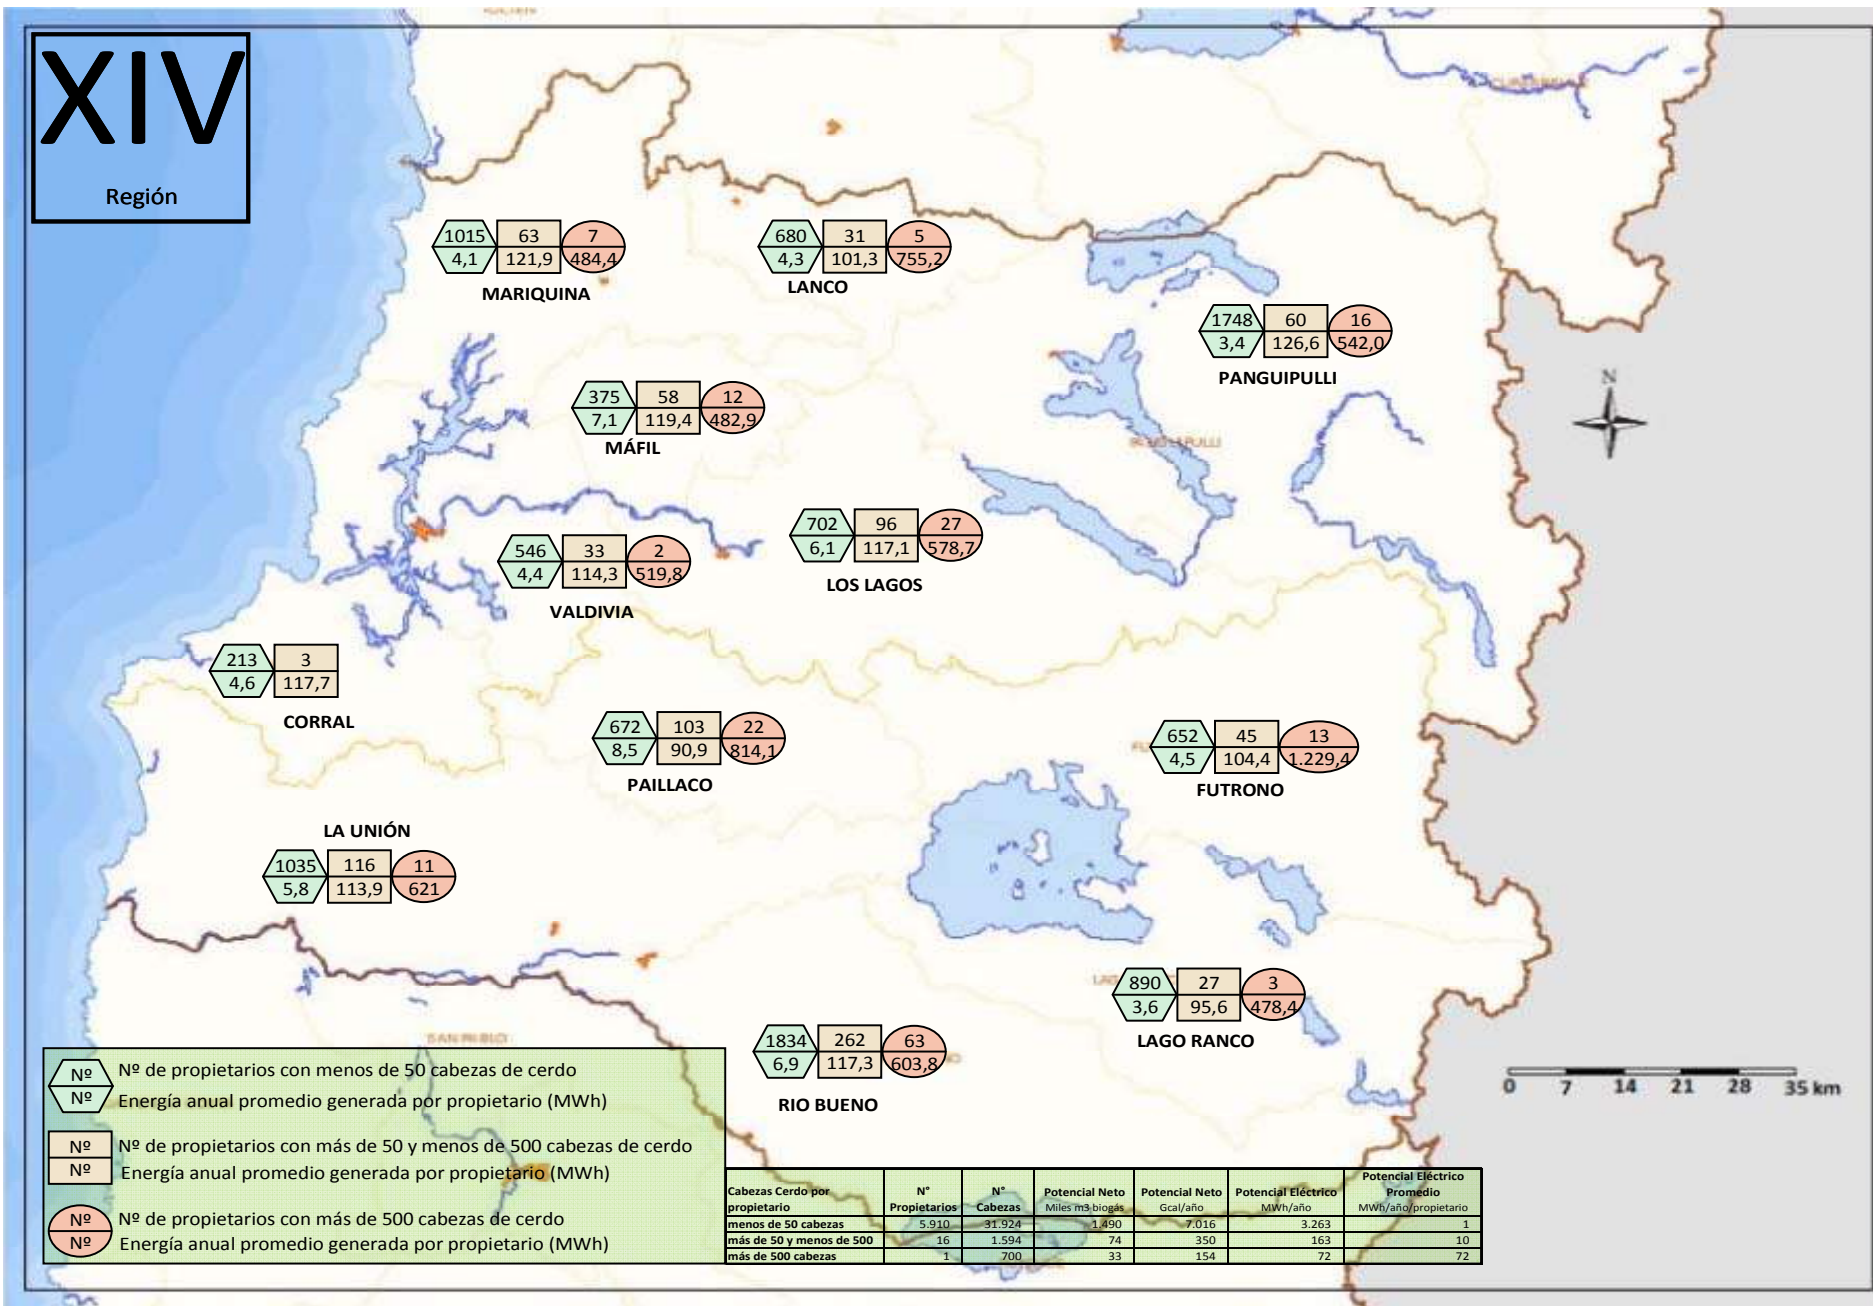 XIV
Región
1015 63 7
4,1 121,9 484,4
MARIQUINA
680 31 5
4,3 101,3 755,2
LANCO
1748 60 16
3,4 126,6 542,0
PANGUIPULLI
N
375 58 12
7,1 119,4 482,9
MÁFIL
702 96 27
6,1 117,1 578,7
LOS LAGOS
546 33 2
4,4 114,3 519,8
VALDIVIA
213 3
4,6 117,7
CORRAL
672 103 22
8,5 90,9 814,1
PAILLACO
652 45 13
4,5 104,4 1.229,4
FUTRONO
LA UNIÓN
1035 116 11
5,8 113,9 621
890 27 3
3,6 95,6 478,4
LAGO RANCO
1834 262 63
6,9 117,3 603,8
RIO BUENO
SAN PABLO
0 7 14 21 28 35 km
Nº Nº de propietarios con menos de 50 cabezas de cerdo
Nº Energía anual promedio generada por propietario (MWh)
Nº Nº de propietarios con más de 50 y menos de 500 cabezas de cerdo
Nº Energía anual promedio generada por propietario (MWh)
Nº Nº de propietarios con más de 500 cabezas de cerdo
Nº Energía anual promedio generada por propietario (MWh)
Cabezas Cerdo por propietario N° Propietarios N° Cabezas Potencial Neto Miles m3 biogás Potencial Neto Gcal/año Potencial Eléctrico MWh/año Potencial Eléctrico Promedio MWh/año/propietario
menos de 50 cabezas 5.910 31.924 1.490 7.016 3.263 1
más de 50 y menos de 500 16 1.594 74 350 163 10
más de 500 cabezas 1 700 33 154 72 72